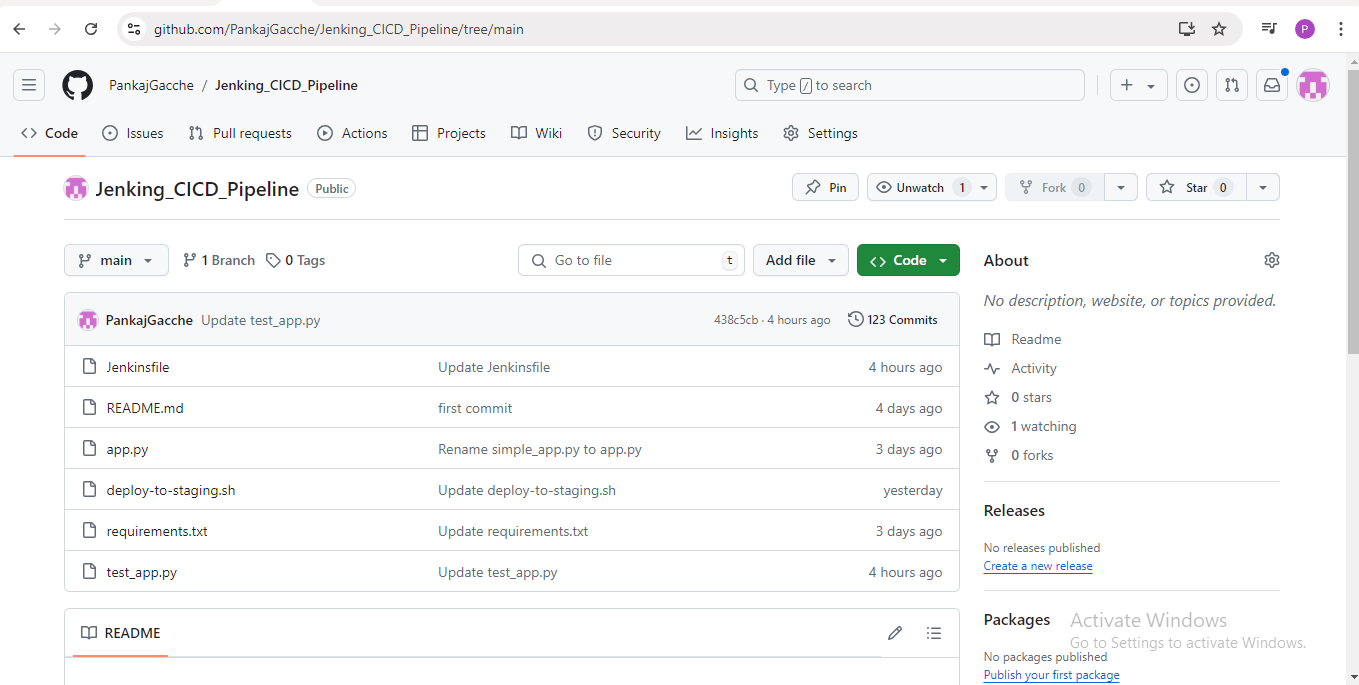 github.com/PankajGacche/Jenking_CICD_Pipeline/tree/main
P
PankajGacche / Jenking_CICD_Pipeline
Type / to search
Code Issues Pull requests Actions Projects Wiki Security Insights Settings
Jenking_CICD_Pipeline Public
Pin Unwatch 1 Fork 0 Star 0
main 1 Branch 0 Tags Go to file t Add file Code
PankajGacche Update test_app.py 438c5cb · 4 hours ago 123 Commits
Jenkinsfile Update Jenkinsfile 4 hours ago
README.md first commit 4 days ago
app.py Rename simple_app.py to app.py 3 days ago
deploy-to-staging.sh Update deploy-to-staging.sh yesterday
requirements.txt Update requirements.txt 3 days ago
test_app.py Update test_app.py 4 hours ago
README
About
No description, website, or topics provided.
Readme
Activity
0 stars
1 watching
0 forks
Releases
No releases published
Create a new release
Packages
No packages published
Publish your first package
Activate Windows
Go to Settings to activate Windows.